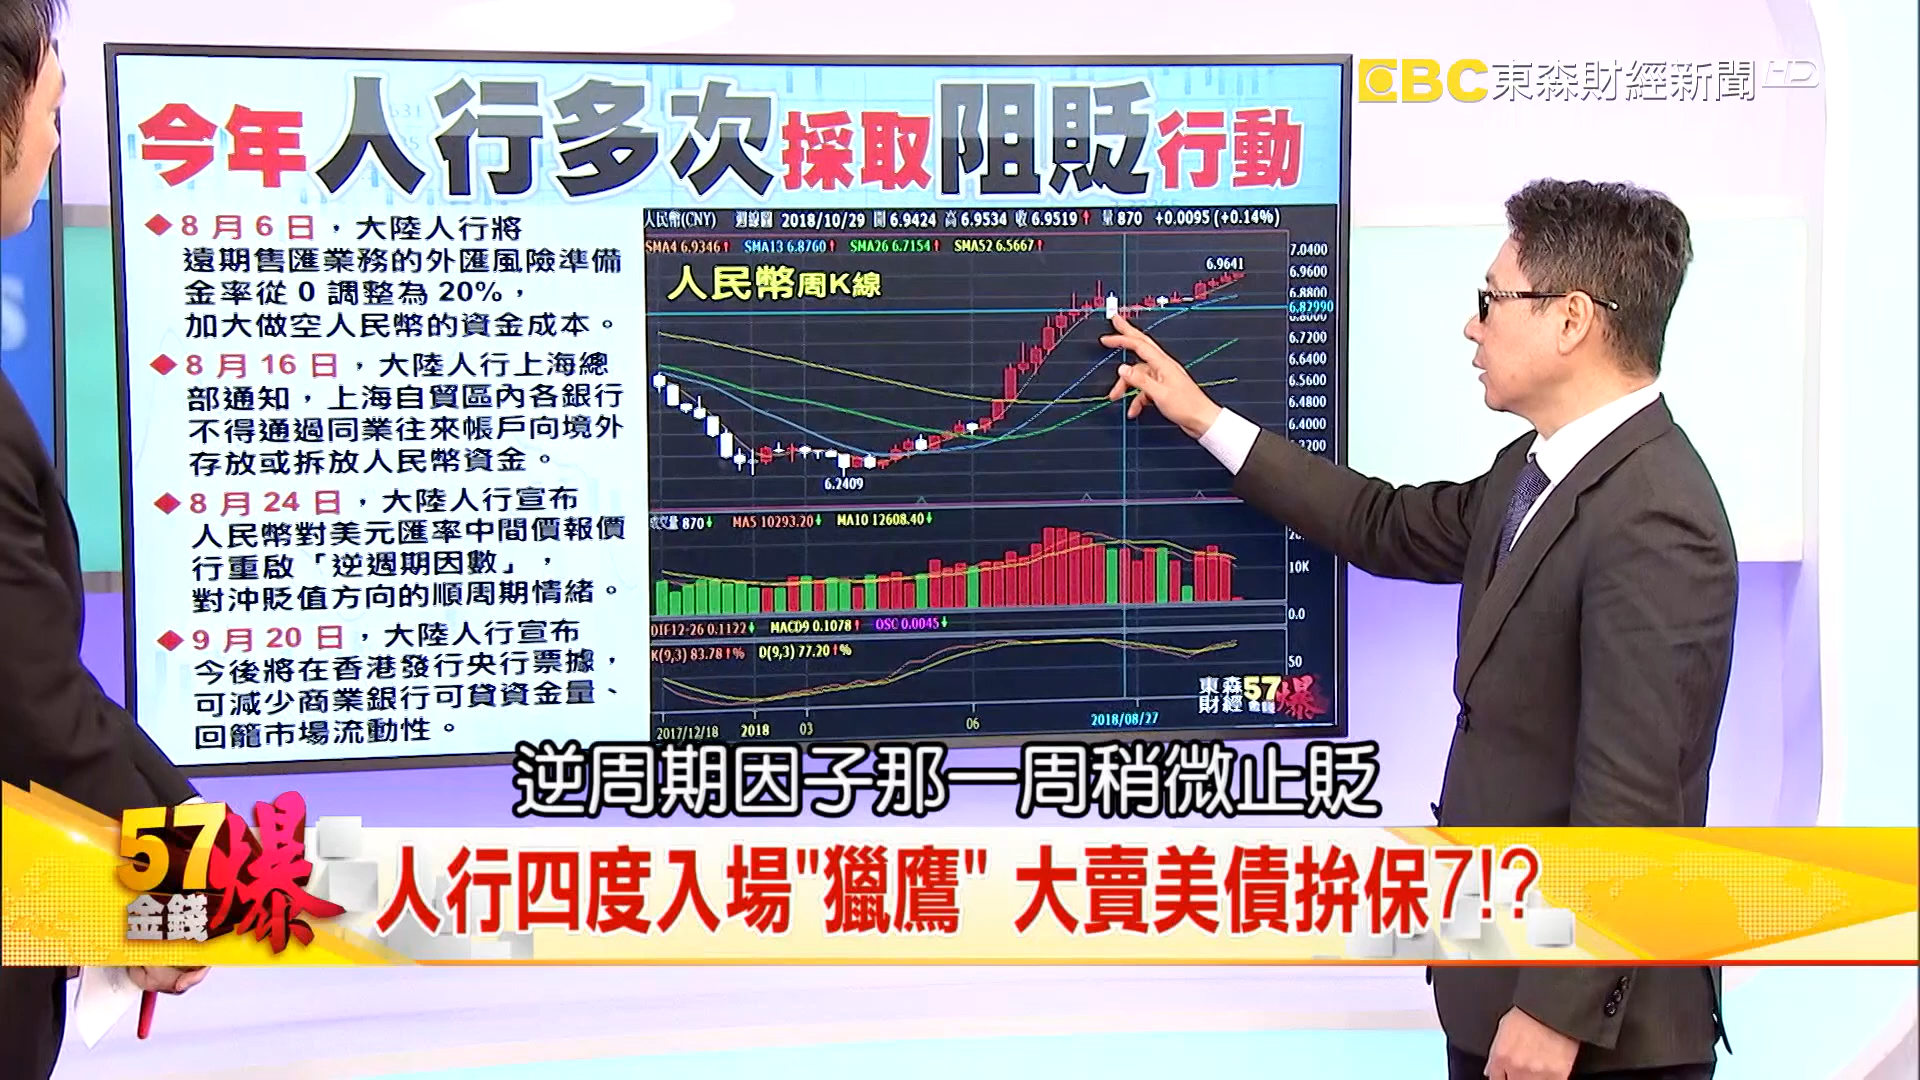 EBC 東森財經新聞 HD
今年人行多次採取阻貶行動
◆8月6日，大陸人行將
遠期售匯業務的外匯風險準備
金率從0調整為20%，
加大做空人民幣的資金成本。
◆8月16日，大陸人行上海總
部通知，上海自貿區內各銀行
不得通過同業往來帳戶向境外
存放或拆放人民幣資金。
◆8月24日，大陸人行宣布
人民幣對美元匯率中間價報價
行重啟「逆週期因數」，
對沖貶值方向的順周期情緒。
◆9月20日，大陸人行宣布
今後將在香港發行央行票據，
可減少商業銀行可貸資金量、
回籠市場流動性。
人民幣(CNY) 週線圖 2018/10/29 開 6.9424 高 6.9534 收 6.9519↑ 量 870 +0.0095 (+0.14%)
SMA4 6.9346↑ SMA13 6.8760↑ SMA26 6.7154↑ SMA52 6.5667↑
人民幣周K線
6.9641
6.2409
7.0400
6.9600
6.8800
6.82990
6.8000
6.7200
6.6400
6.5600
6.4800
6.4000
成交量 870↓ MA5 10293.20↓ MA10 12608.40↓
10K
0.0
DIF12-26 0.1122↓ MACD9 0.1078↑ OSC 0.0045↓
K(9,3) 83.78↑% D(9,3) 77.20↑%
50
東森財經 57金錢爆
2017/12/18 2018 03 06 2018/08/27
逆周期因子那一周稍微止貶
57金錢爆
人行四度入場"獵鷹" 大賣美債拚保7!?